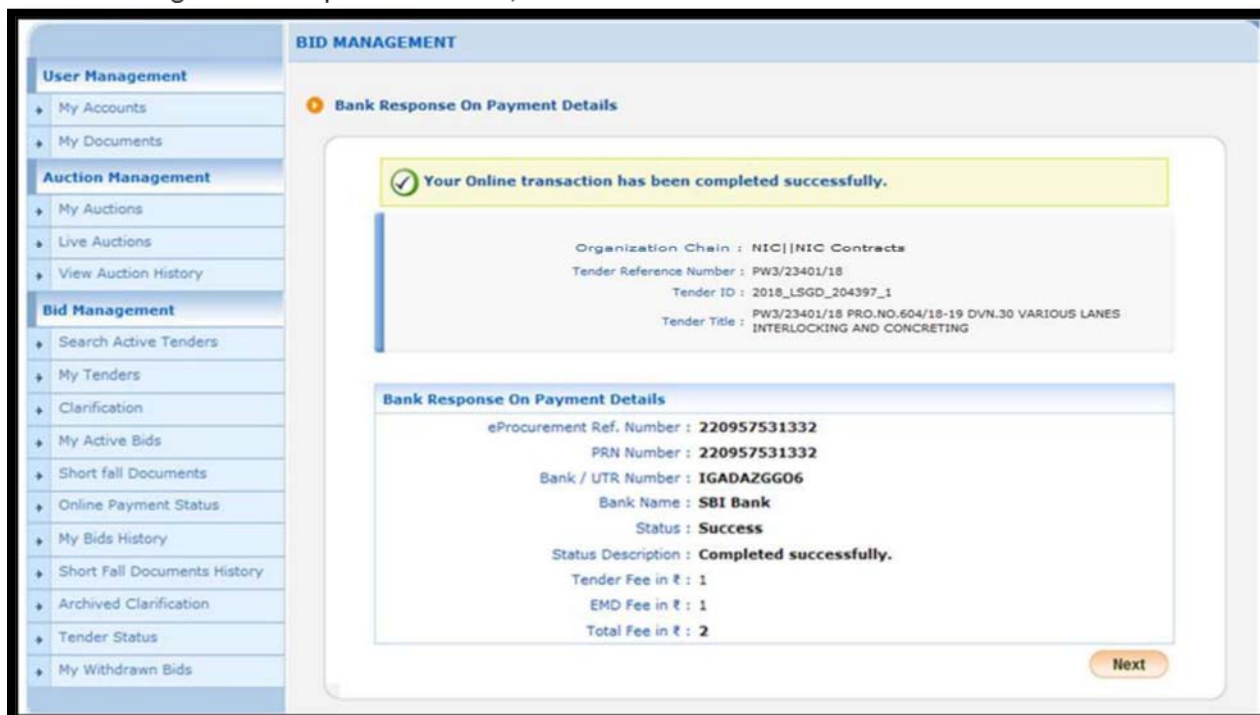 BID MANAGEMENT
User Management
My Accounts
My Documents
Auction Management
My Auctions
Live Auctions
View Auction History
Bid Management
Search Active Tenders
My Tenders
Clarification
My Active Bids
Short fall Documents
Online Payment Status
My Bids History
Short Fall Documents History
Archived Clarification
Tender Status
My Withdrawn Bids
Bank Response On Payment Details
Your Online transaction has been completed successfully.
Organization Chain : NIC||NIC Contracts
Tender Reference Number : PW3/23401/18
Tender ID : 2018_LSGD_204397_1
Tender Title : PW3/23401/18 PRO.NO.604/18-19 DVN.30 VARIOUS LANES
INTERLOCKING AND CONCRETING
Bank Response On Payment Details
eProcurement Ref. Number : 220957531332
PRN Number : 220957531332
Bank / UTR Number : IGADAZGGO6
Bank Name : SBI Bank
Status : Success
Status Description : Completed successfully.
Tender Fee in ₹ : 1
EMD Fee in ₹ : 1
Total Fee in ₹ : 2
Next